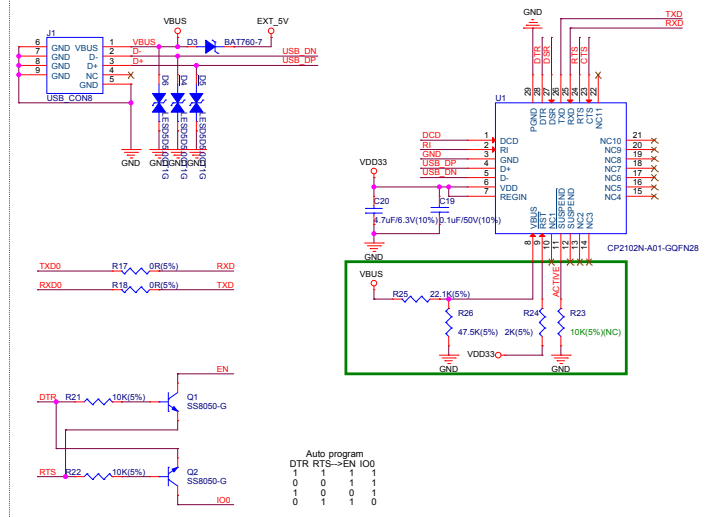 VBUS
EXT_5V
J1
D3
BAT760-7
6 GND VBUS 1 VBUS
7 GND D- 2 D-
USB_DN
8 GND D+ 3 D+
USB_DP
9 GND NC 4
GND 5
USB_CON8
D6
D4
D5
LESD5D5.0CT1G
LESD5D5.0CT1G
LESD5D5.0CT1G
GND
GND
GND
GND
GND
TXD
RXD
DTR
DSR
RTS
CTS
29 28 27 26 25 24 23 22
U1
PGND DTR DSR TXD RXD RTS CTS NC11
DCD 1 DCD
RI 2 RI
GND 3 GND
USB_DP 4 D+
USB_DN 5 D-
6 VDD
7 REGIN
NC10 21
NC9 20
NC8 19
NC7 18
NC6 17
NC5 16
NC4 15
VBUS RST NC1 SUSPEND SUSPEND NC2 NC3
8 9 10 11 12 13 14
CP2102N-A01-GQFN28
VDD33
C20
4.7uF/6.3V(10%)
C19
0.1uF/50V(10%)
GND
ACTIVE
VBUS
R25 22.1K(5%)
R26
47.5K(5%)
R24
2K(5%)
R23
10K(5%)(NC)
VDD33
GND
GND
TXD0 R17 0R(5%) RXD
RXD0 R18 0R(5%) TXD
EN
DTR R21 10K(5%)
Q1
SS8050-G
RTS R22 10K(5%)
Q2
SS8050-G
IO0
Auto program
DTR RTS-->EN IO0
1 1 1 1
0 0 1 1
1 0 0 1
0 1 1 0